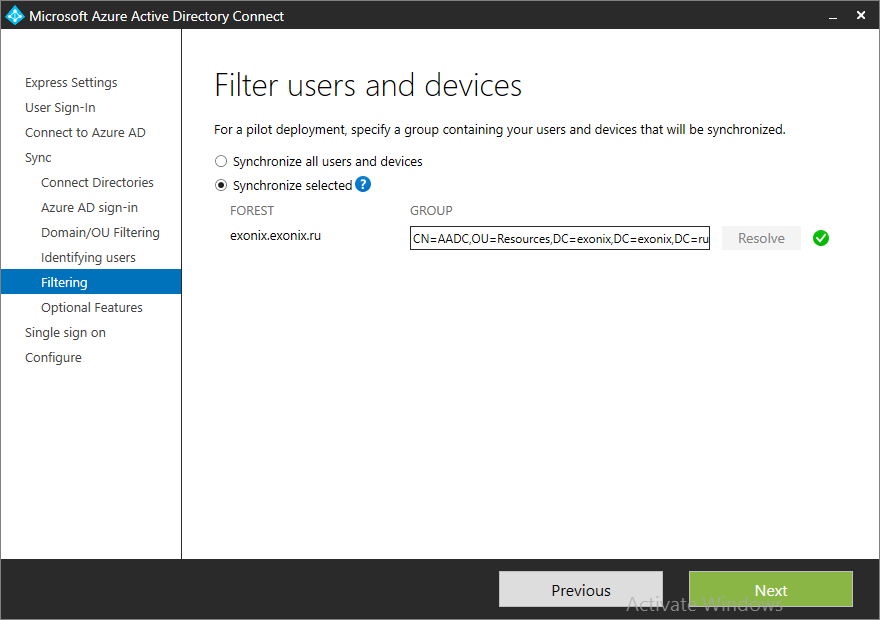 Microsoft Azure Active Directory Connect
Express Settings
User Sign-In
Connect to Azure AD
Sync
Connect Directories
Azure AD sign-in
Domain/OU Filtering
Identifying users
Filtering
Optional Features
Single sign on
Configure
Filter users and devices
For a pilot deployment, specify a group containing your users and devices that will be synchronized.
Synchronize all users and devices
Synchronize selected ?
FOREST GROUP
exonix.exonix.ru CN=AADC,OU=Resources,DC=exonix,DC=exonix,DC=ru Resolve
Previous Next
Activate Windows